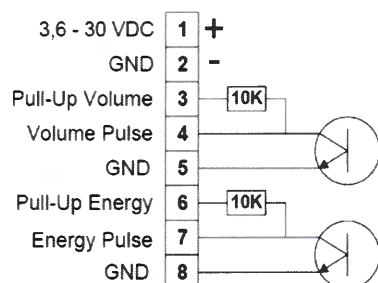 3,6 - 30 VDC 1 +
GND 2 -
Pull-Up Volume 3 10K
Volume Pulse 4
GND 5
Pull-Up Energy 6 10K
Energy Pulse 7
GND 8